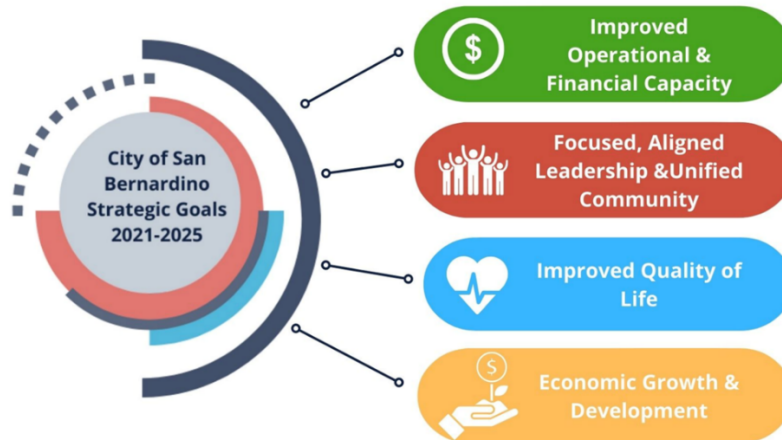 City of San
Bernardino
Strategic Goals
2021-2025
$
Improved
Operational &
Financial Capacity
Focused, Aligned
Leadership &Unified
Community
Improved Quality of
Life
$
Economic Growth &
Development